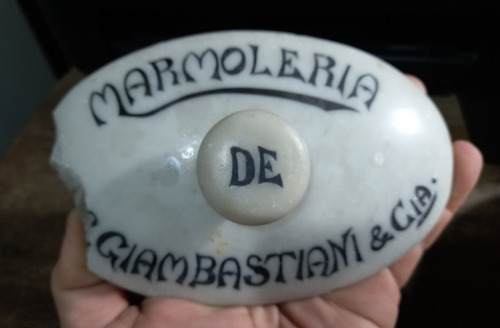 MARMOLERIA
DE
GIAMBASTIANI & CIA.